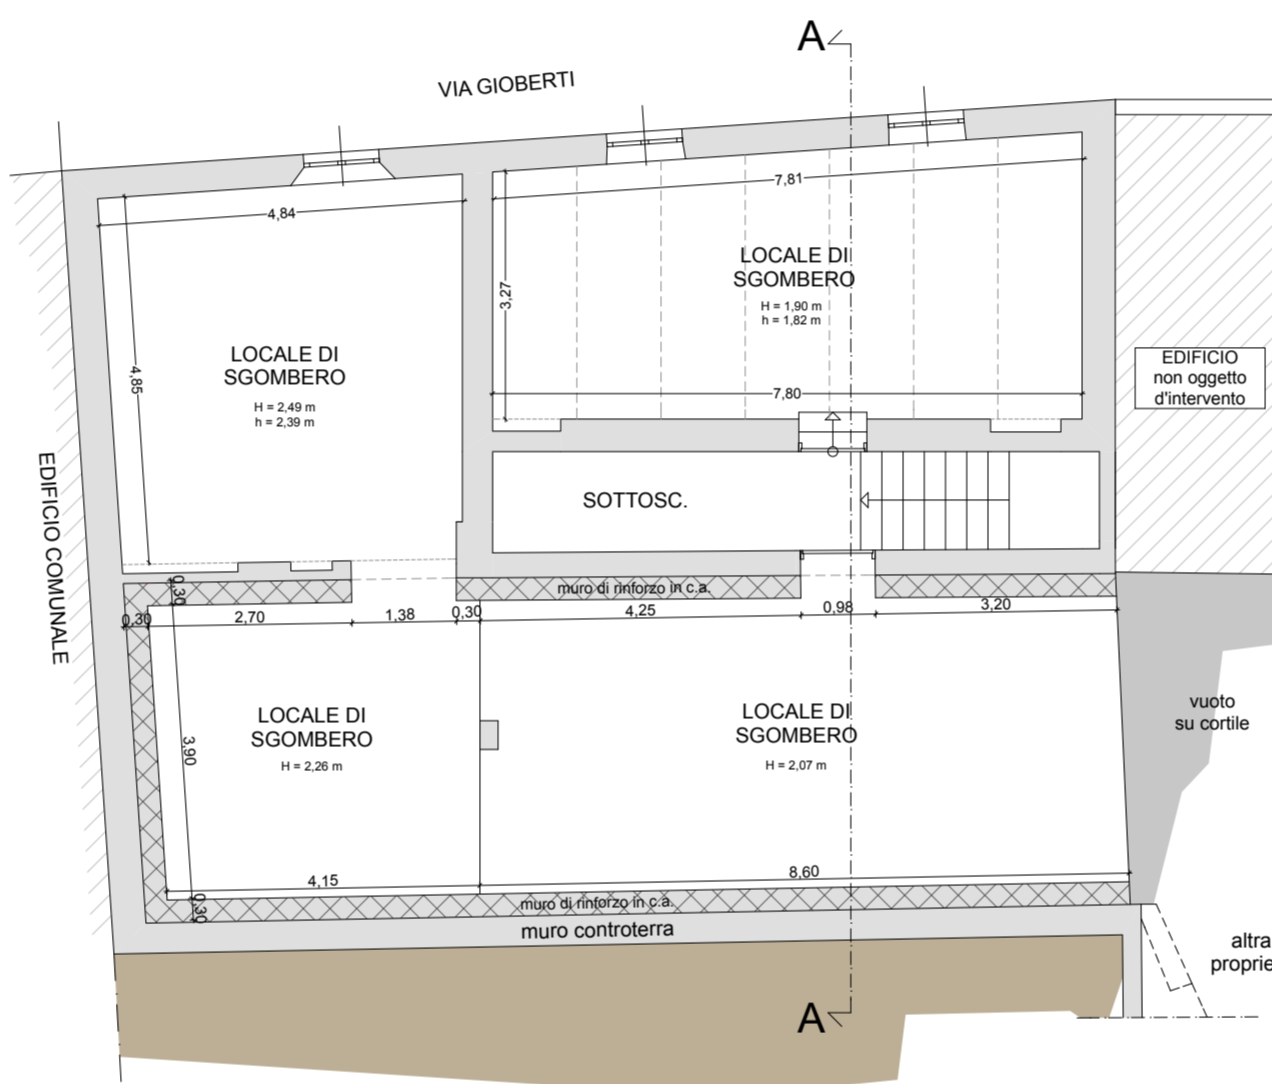 A
VIA GIOBERTI
7,81
4,84
LOCALE DI
SGOMBERO
H = 1,90 m
h = 1,82 m
3,27
LOCALE DI
SGOMBERO
H = 2,49 m
h = 2,39 m
4,85
7,80
EDIFICIO
non oggetto
d'intervento
EDIFICIO COMUNALE
SOTTOSC.
muro di rinforzo in c.a.
0,30
0,30
2,70
1,38
0,30
4,25
0,98
3,20
LOCALE DI
SGOMBERO
H = 2,26 m
3,90
LOCALE DI
SGOMBERO
H = 2,07 m
vuoto
su cortile
4,15
8,60
0,30
muro di rinforzo in c.a.
muro controterra
altra
proprie
A